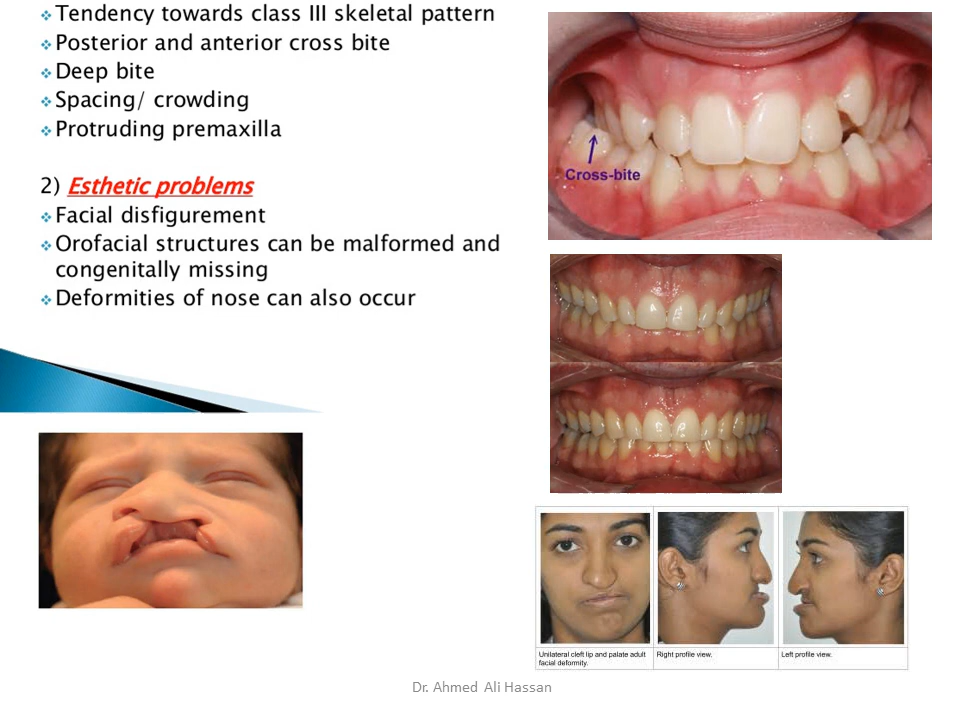 Tendency towards class III skeletal pattern
Posterior and anterior cross bite
Deep bite
Spacing/ crowding
Protruding premaxilla
2) Esthetic problems
Facial disfigurement
Orofacial structures can be malformed and
congenitally missing
Deformities of nose can also occur
Cross-bite
Unilateral cleft lip and palate adult
facial deformity.
Right profile view.
Left profile view.
Dr. Ahmed Ali Hassan